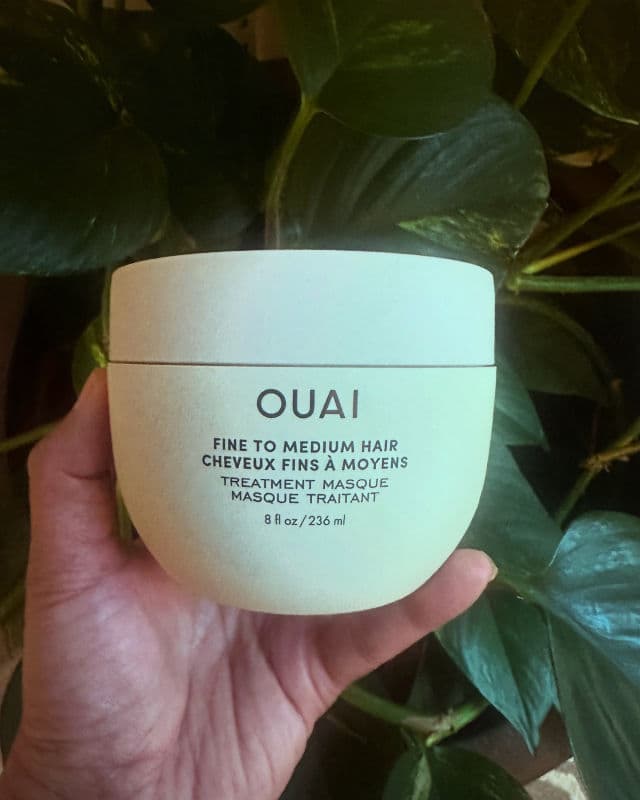 OUAI
FINE TO MEDIUM HAIR
CHEVEUX FINS À MOYENS
TREATMENT MASQUE
MASQUE TRAITANT
8 fl oz/236 ml